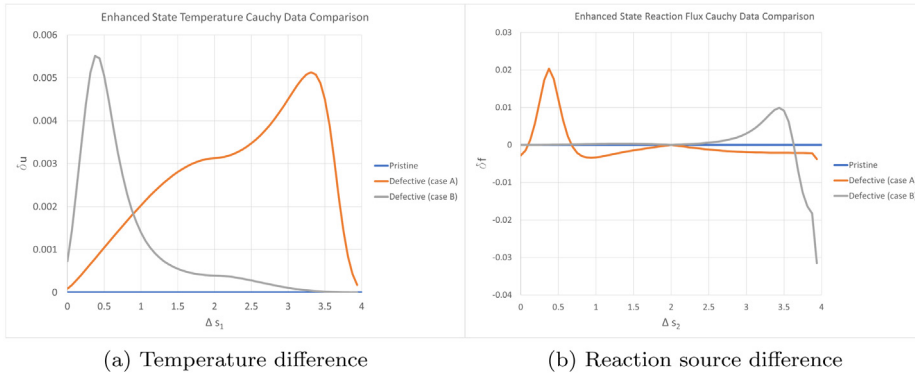 Enhanced State Temperature Cauchy Data Comparison
0.006
0.005
0.004
0.003
0.002
0.001
0
δu
0 0.5 1 1.5 2 2.5 3 3.5 4
Δ s₁
Pristine
Defective (case A)
Defective (case B)
(a) Temperature difference
Enhanced State Reaction Flux Cauchy Data Comparison
0.03
0.02
0.01
0
-0.01
-0.02
-0.03
-0.04
δf
0 0.5 1 1.5 2 2.5 3 3.5 4
Δ s₂
Pristine
Defective (case A)
Defective (case B)
(b) Reaction source difference